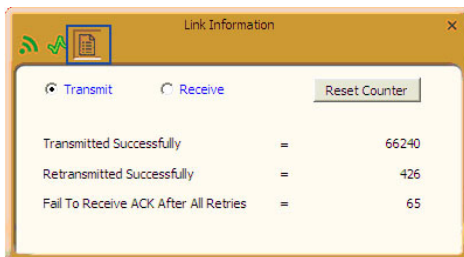 Link Information
Transmit Receive Reset Counter
Transmitted Successfully = 66240
Retransmitted Successfully = 426
Fail To Receive ACK After All Retries = 65